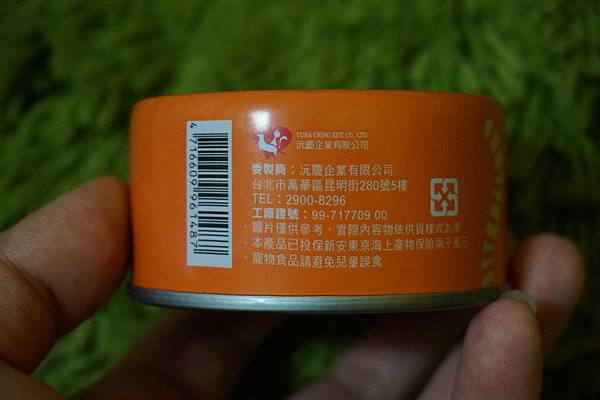 4716609961487
YUNA CHING ENT. CO., LTD.
沅慶企業有限公司
委製商：沅慶企業有限公司
台北市萬華區昆明街280號5樓
TEL：2900-8296
工廠證號：99-717709 00
·圖片僅供參考，實際內容物依供貨樣式為準
·本產品已投保新安東京海上產物保險兩千萬元
·寵物食品請避免兒童誤食